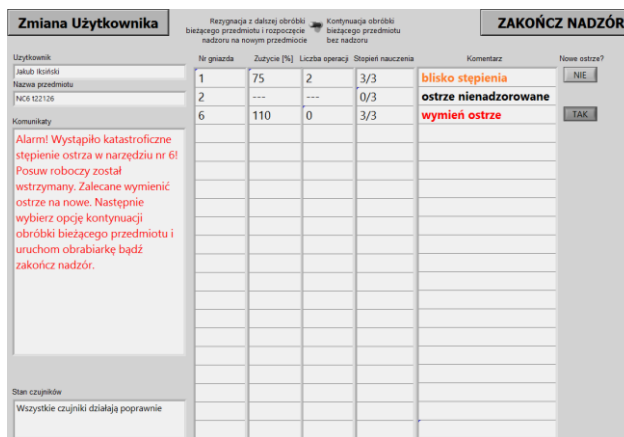 Zmiana Użytkownika
Rezygnacja z dalszej obróbki bieżącego przedmiotu i rozpoczęcie nadzoru na nowym przedmiocie
Kontynuacja obróbki bieżącego przedmiotu bez nadzoru
ZAKOŃCZ NADZÓR
Użytkownik
Jakub Iksiński
Nazwa przedmiotu
NC6 t22126
Komunikaty
Alarm! Wystąpiło katastroficzne
stępienie ostrza w narzędziu nr 6!
Posuw roboczy został
wstrzymany. Zalecane wymienić
ostrze na nowe. Następnie
wybierz opcję kontynuacji
obróbki bieżącego przedmiotu i
uruchom obrabiarkę bądź
zakończ nadzór.
Stan czujników
Wszystkie czujniki działają poprawnie
Nr gniazda Zużycie [%] Liczba operacji Stopień nauczenia Komentarz Nowe ostrze?
1 75 2 3/3 blisko stępienia NIE
2 --- --- 0/3 ostrze nienadzorowane
6 110 0 3/3 wymień ostrze TAK